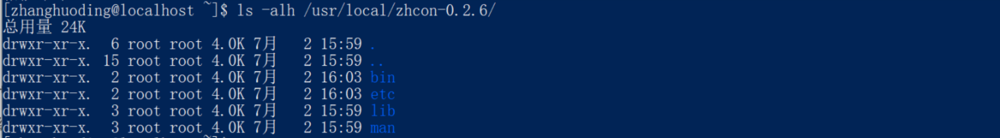 [zhanghuoding@localhost ~]$ ls -alh /usr/local/zhcon-0.2.6/
总用量 24K
drwxr-xr-x.  6 root root 4.0K 7月   2 15:59 .
drwxr-xr-x. 15 root root 4.0K 7月   2 15:59 ..
drwxr-xr-x.  2 root root 4.0K 7月   2 16:03 bin
drwxr-xr-x.  2 root root 4.0K 7月   2 16:03 etc
drwxr-xr-x.  3 root root 4.0K 7月   2 15:59 lib
drwxr-xr-x.  3 root root 4.0K 7月   2 15:59 man